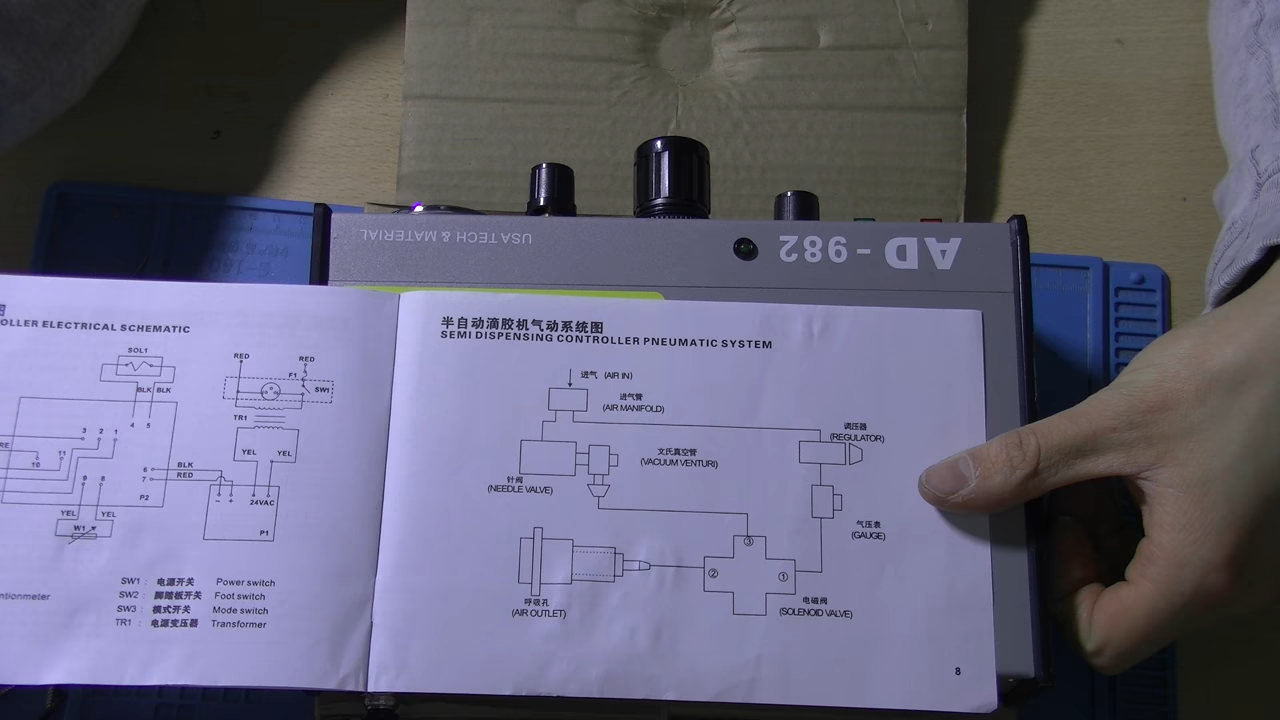 USA TECH & MATERIAL
AD-982
OLLER ELECTRICAL SCHEMATIC
SOL1
BLK BLK
RED
RED
F1
SW1
TR1
YEL YEL
3 2 1
4 5
RE
10
11
9 8
6
7
BLK
RED
P2
YEL YEL
W1
- +
24VAC
P1
SW1: 电源开关 Power switch
SW2: 脚踏板开关 Foot switch
SW3: 模式开关 Mode switch
TR1: 电源变压器 Transformer
ntionmeter
半自动滴胶机气动系统图
SEMI DISPENSING CONTROLLER PNEUMATIC SYSTEM
进气 (AIR IN)
进气管
(AIR MANIFOLD)
调压器
(REGULATOR)
文氏真空管
(VACUUM VENTURI)
针阀
(NEEDLE VALVE)
气压表
(GAUGE)
③
②
①
呼吸孔
(AIR OUTLET)
电磁阀
(SOLENOID VALVE)
8